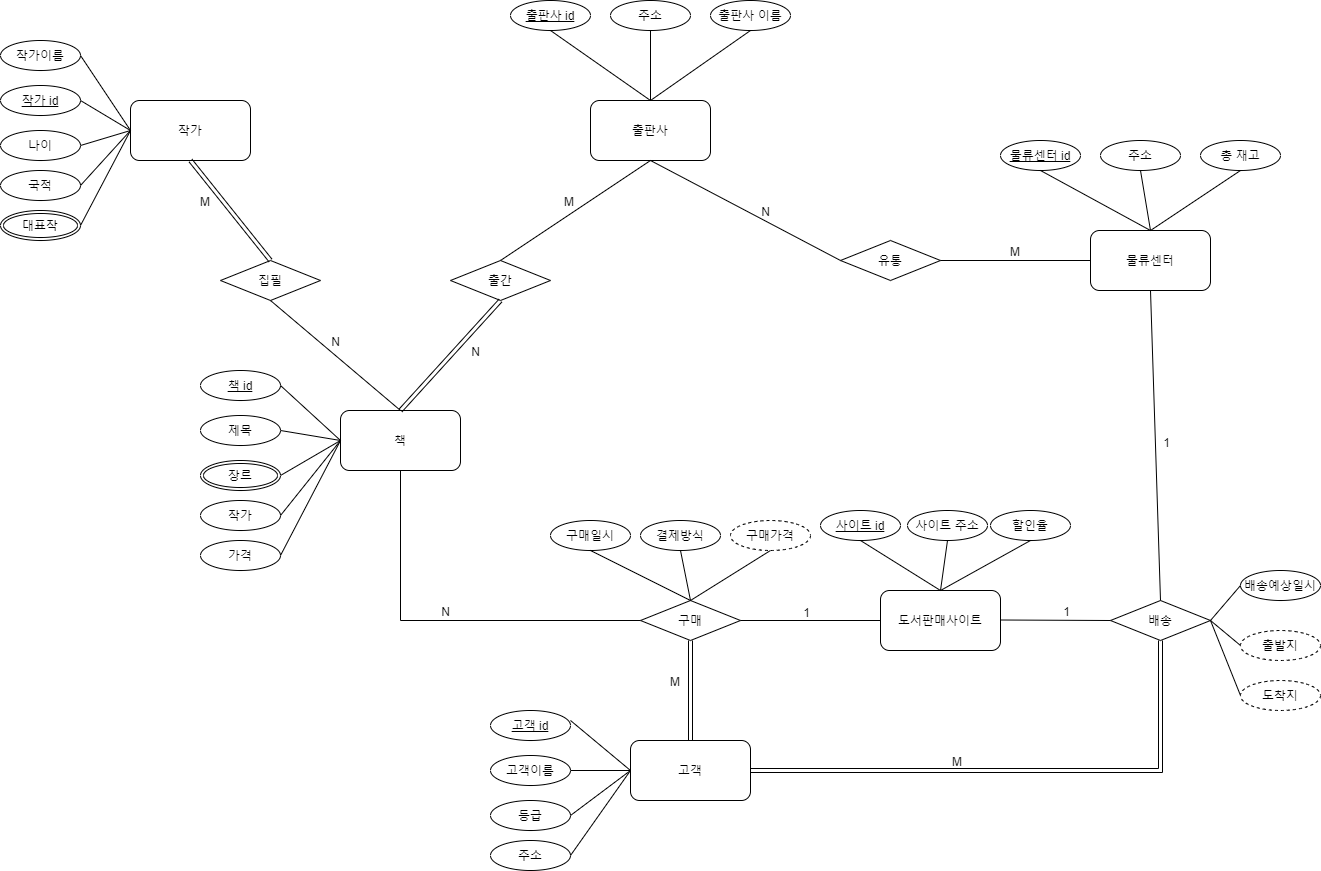 출판사 id
주소
출판사 이름
작가이름
작가 id
나이
국적
대표작
작가
출판사
물류센터 id
주소
총 재고
물류센터
M
M
N
M
집필
출간
유통
N
N
책 id
제목
장르
작가
가격
책
1
구매일시
결제방식
구매가격
사이트 id
사이트 주소
할인율
N
구매
1
도서판매사이트
1
배송
배송예상일시
출발지
도착지
M
고객 id
고객이름
등급
주소
고객
M